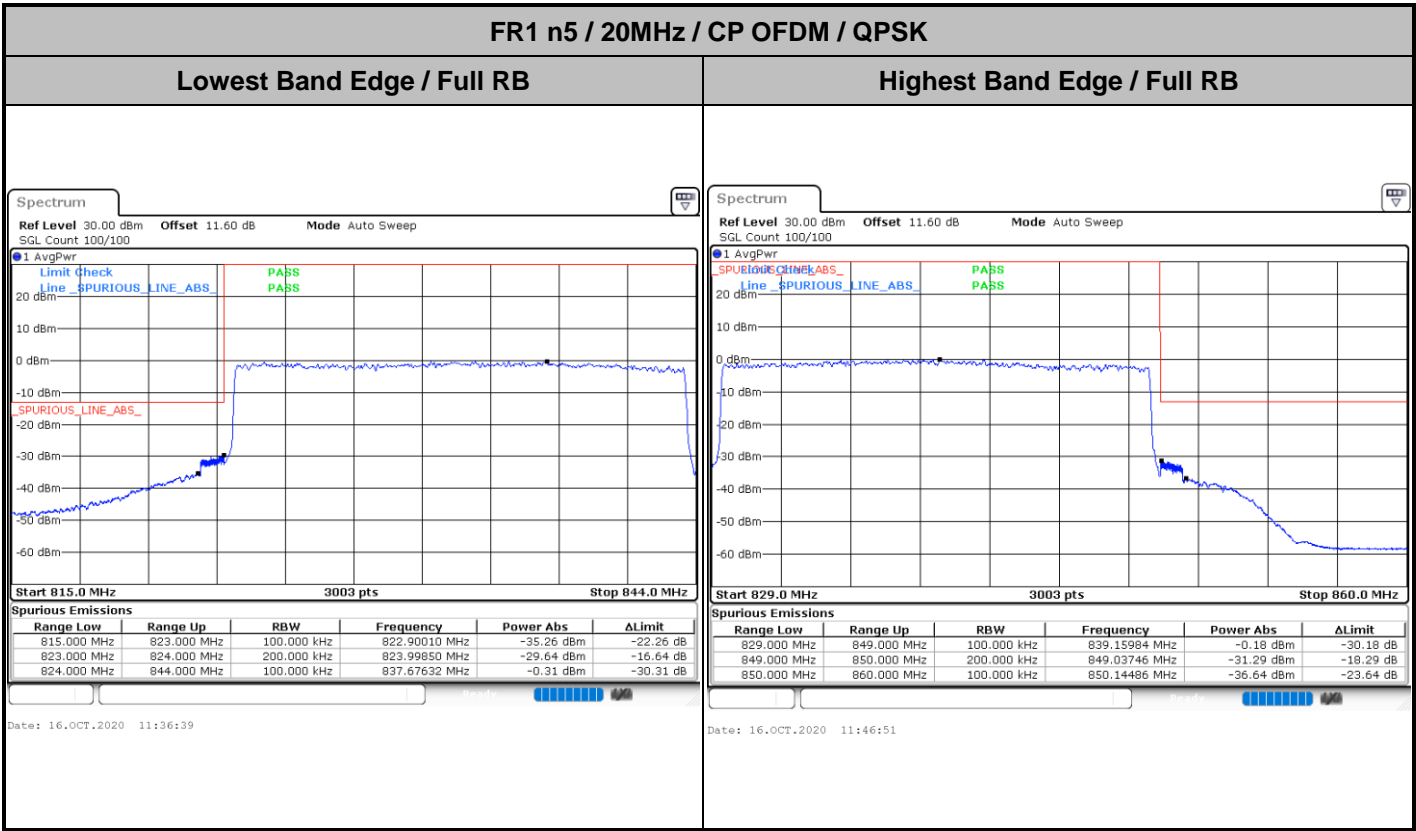 FR1 n5 / 20MHz / CP OFDM / QPSK
Lowest Band Edge / Full RB
Highest Band Edge / Full RB
Spectrum
Ref Level 30.00 dBm Offset 11.60 dB Mode Auto Sweep
SGL Count 100/100
1 AvgPwr
Limit Check PASS
Line _SPURIOUS_LINE_ABS_ PASS
20 dBm
10 dBm
0 dBm
-10 dBm
_SPURIOUS_LINE_ABS_
-20 dBm
-30 dBm
-40 dBm
-50 dBm
-60 dBm
Start 815.0 MHz 3003 pts Stop 844.0 MHz
Spurious Emissions
Range Low Range Up RBW Frequency Power Abs ΔLimit
815.000 MHz 823.000 MHz 100.000 kHz 822.90010 MHz -35.26 dBm -22.26 dB
823.000 MHz 824.000 MHz 200.000 kHz 823.99850 MHz -29.64 dBm -16.64 dB
824.000 MHz 844.000 MHz 100.000 kHz 837.67632 MHz -0.31 dBm -30.31 dB
Ready
Date: 16.OCT.2020 11:36:39
Spectrum
Ref Level 30.00 dBm Offset 11.60 dB Mode Auto Sweep
SGL Count 100/100
1 AvgPwr
_SPURIOUS_LINE_ABS_
Limit Check PASS
Line _SPURIOUS_LINE_ABS_ PASS
20 dBm
10 dBm
0 dBm
-10 dBm
-20 dBm
-30 dBm
-40 dBm
-50 dBm
-60 dBm
Start 829.0 MHz 3003 pts Stop 860.0 MHz
Spurious Emissions
Range Low Range Up RBW Frequency Power Abs ΔLimit
829.000 MHz 849.000 MHz 100.000 kHz 839.15984 MHz -0.18 dBm -30.18 dB
849.000 MHz 850.000 MHz 200.000 kHz 849.03746 MHz -31.29 dBm -18.29 dB
850.000 MHz 860.000 MHz 100.000 kHz 850.14486 MHz -36.64 dBm -23.64 dB
Ready
Date: 16.OCT.2020 11:46:51